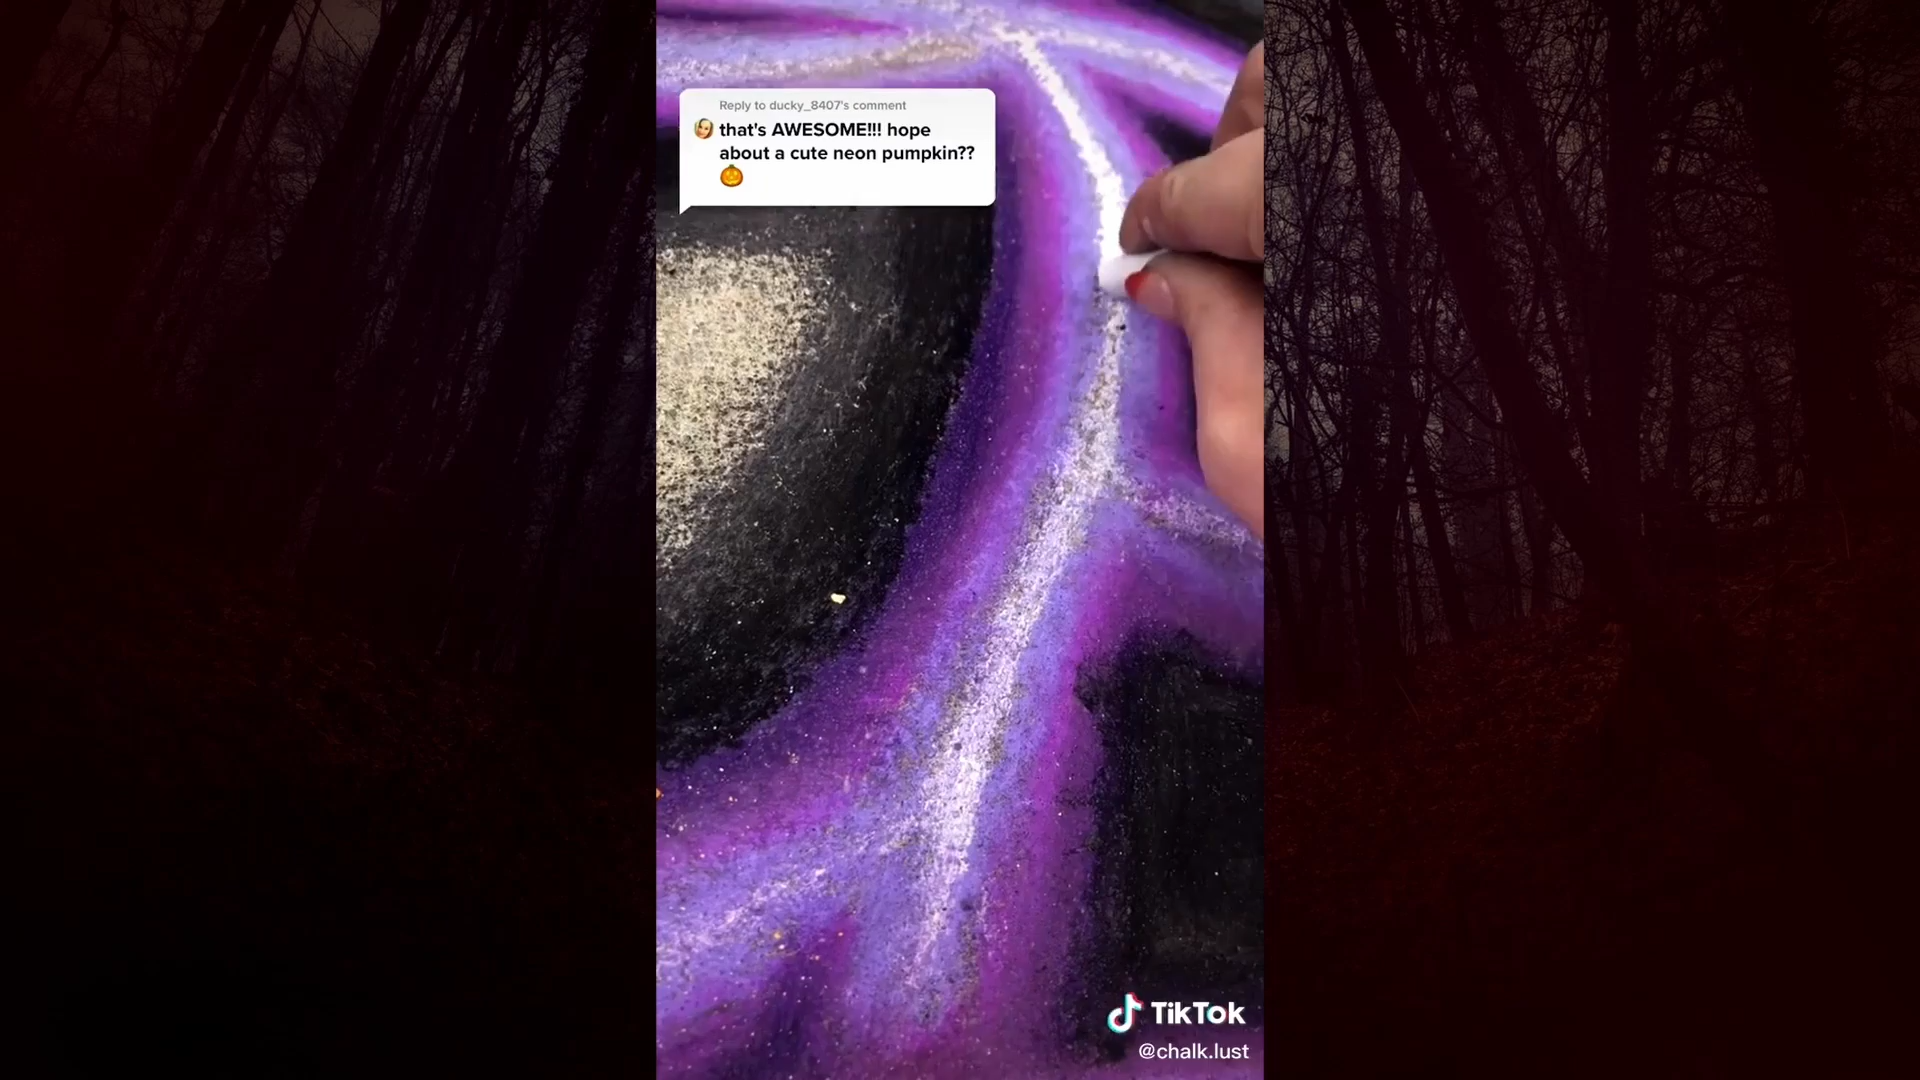 Reply to ducky_8407's comment
that's AWESOME!!! hope
about a cute neon pumpkin??
🎃
TikTok
@chalk.lust